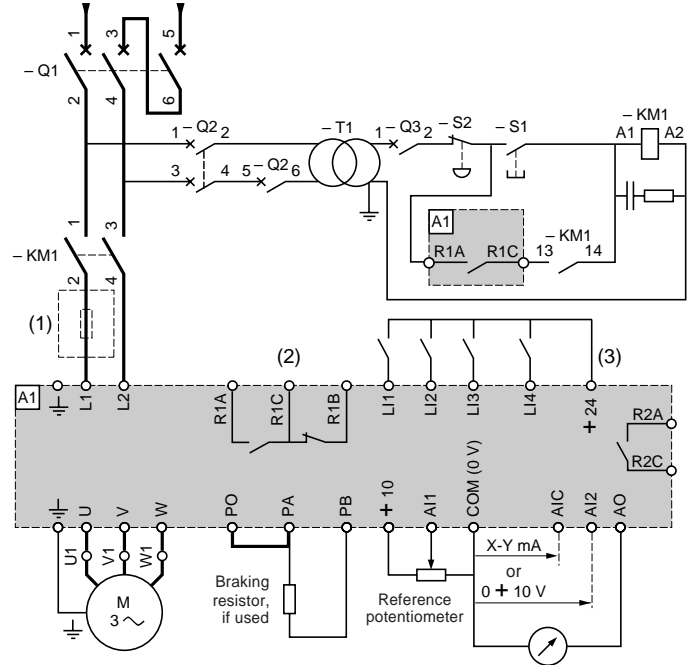 1 3 5
– Q1
2 4 6
1 – Q2 2
– T1
1 – Q3 2
– S2
– S1
– KM1
A1 A2
3 4 5 – Q2 6
A1
R1A R1C
13 – KM1 14
1 3
– KM1
2 4
(1)
(2)
(3)
A1
L1
L2
R1A
R1C
R1B
LI1
LI2
LI3
LI4
+ 24
R2A
R2C
U
V
W
PO
PA
PB
+ 10
AI1
COM (0 V)
AIC
AI2
AO
U1
V1
W1
M
3
X-Y mA
or
0 + 10 V
Braking
resistor,
if used
Reference
potentiometer